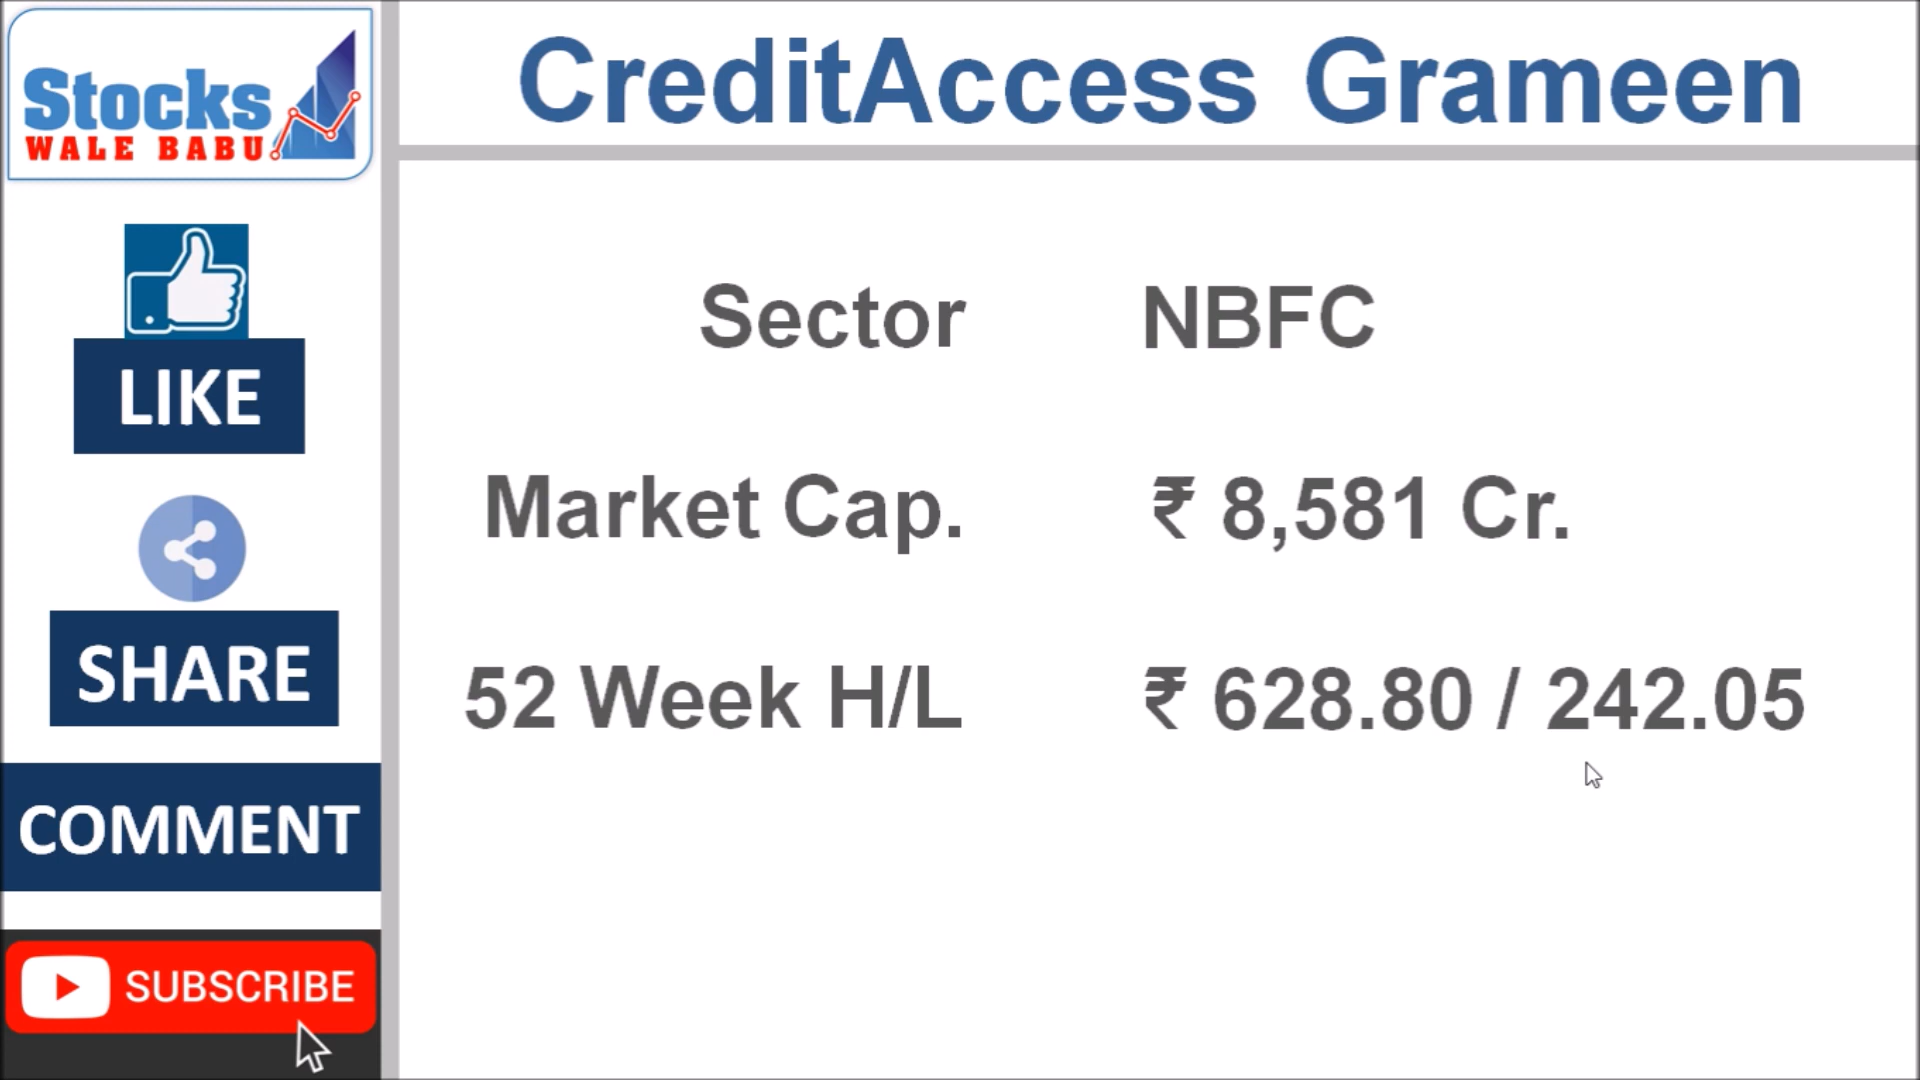 Stocks
WALE BABU
LIKE
SHARE
COMMENT
SUBSCRIBE
CreditAccess Grameen
Sector NBFC
Market Cap. ₹ 8,581 Cr.
52 Week H/L ₹ 628.80 / 242.05